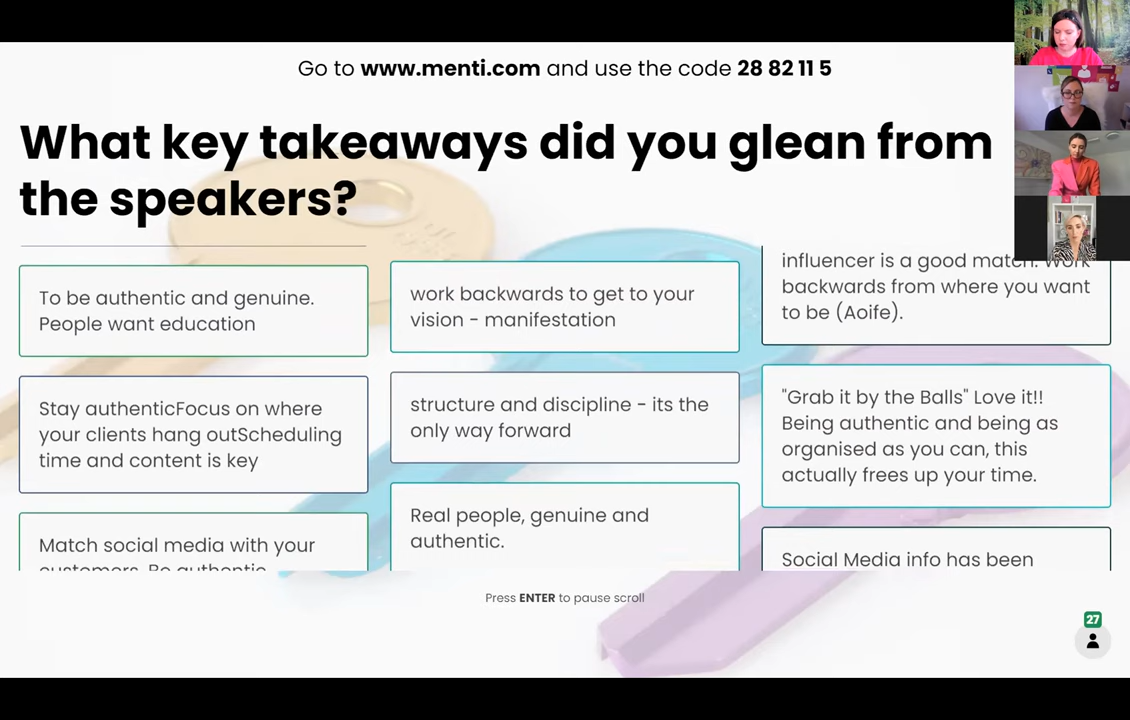 Go to www.menti.com and use the code 28 82 11 5
What key takeaways did you glean from
the speakers?
To be authentic and genuine.
People want education
Stay authenticFocus on where
your clients hang outScheduling
time and content is key
Match social media with your
customers. Be authentic
work backwards to get to your
vision - manifestation
structure and discipline - its the
only way forward
Real people, genuine and
authentic.
influencer is a good match. Work
backwards from where you want
to be (Aoife).
"Grab it by the Balls" Love it!!
Being authentic and being as
organised as you can, this
actually frees up your time.
Social Media info has been
Press ENTER to pause scroll
27